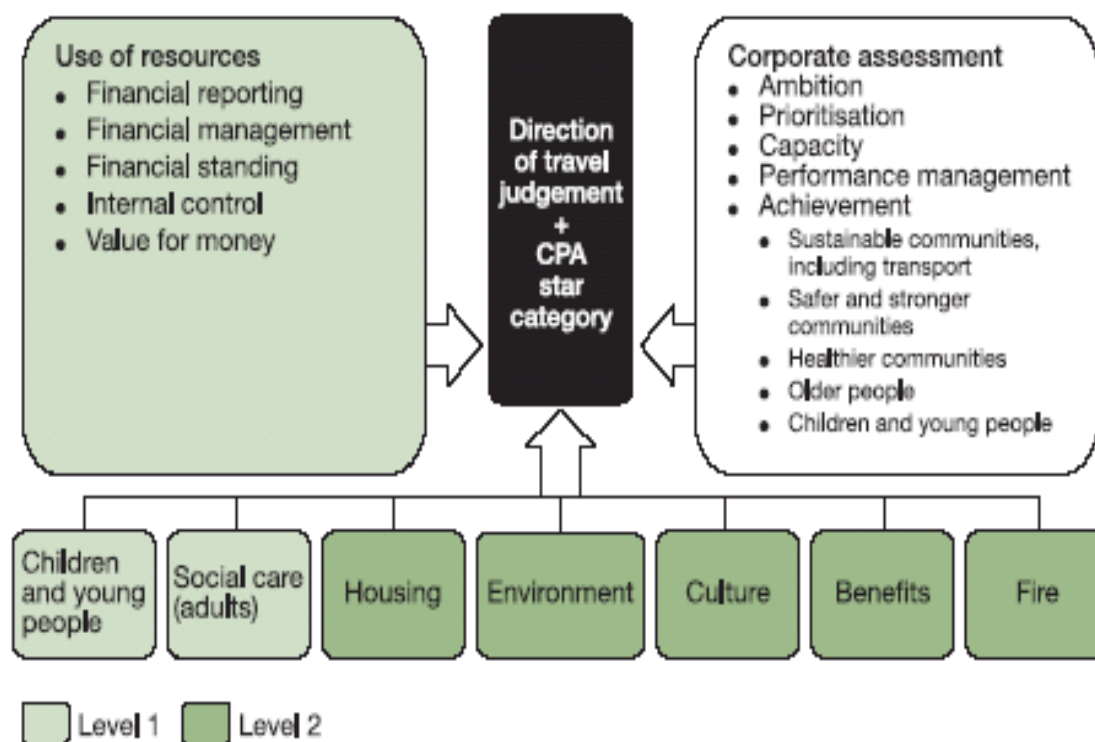 Use of resources
Financial reporting
Financial management
Financial standing
Internal control
Value for money
Direction
of travel
judgement
+
CPA
star
category
Corporate assessment
Ambition
Prioritisation
Capacity
Performance management
Achievement
Sustainable communities,
including transport
Safer and stronger
communities
Healthier communities
Older people
Children and young people
Children
and young
people
Social care
(adults)
Housing
Environment
Culture
Benefits
Fire
Level 1
Level 2